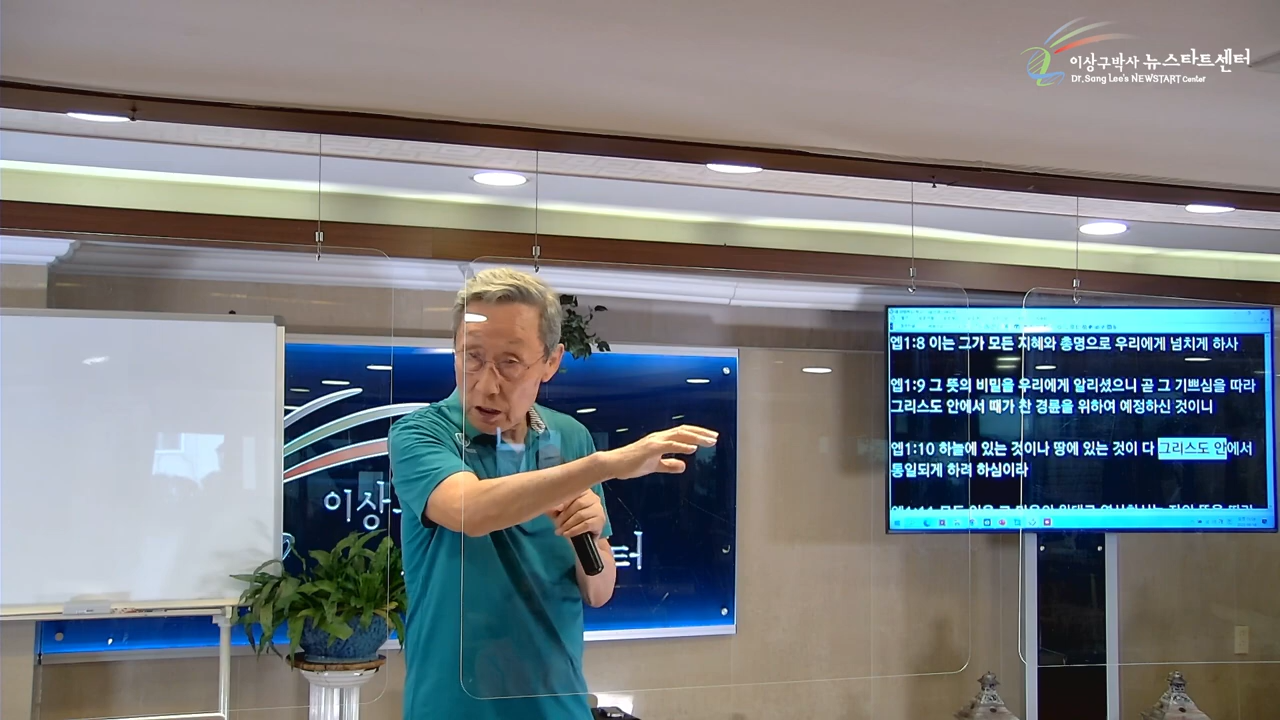 이상구박사 뉴스타트센터
Dr. Sang Lee's NEWSTART Center
엡1:8 이는 그가 모든 지혜와 총명으로 우리에게 넘치게 하사
엡1:9 그 뜻의 비밀을 우리에게 알리셨으니 곧 그 기쁘심을 따라
그리스도 안에서 때가 찬 경륜을 위하여 예정하신 것이니
엡1:10 하늘에 있는 것이나 땅에 있는 것이 다 그리스도 안에서
통일되게 하려 하심이라
이상
터